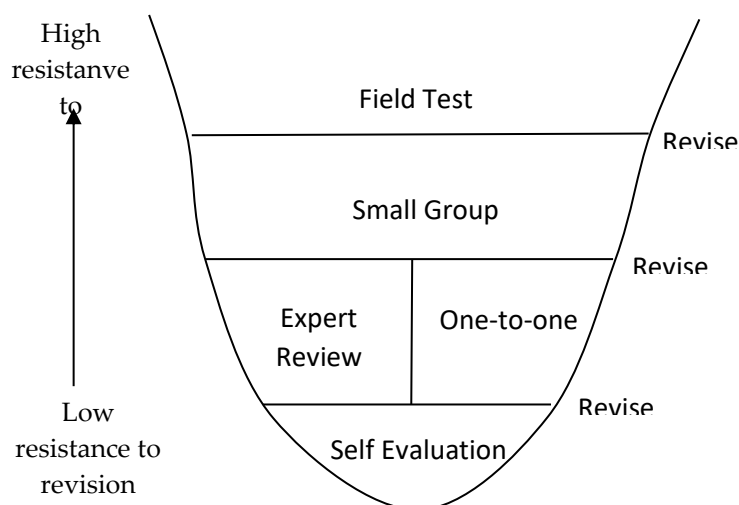 High
resistanve
to
Field Test
Revise
Small Group
Revise
Expert
Review
One-to-one
Revise
Low
resistance to
revision
Self Evaluation